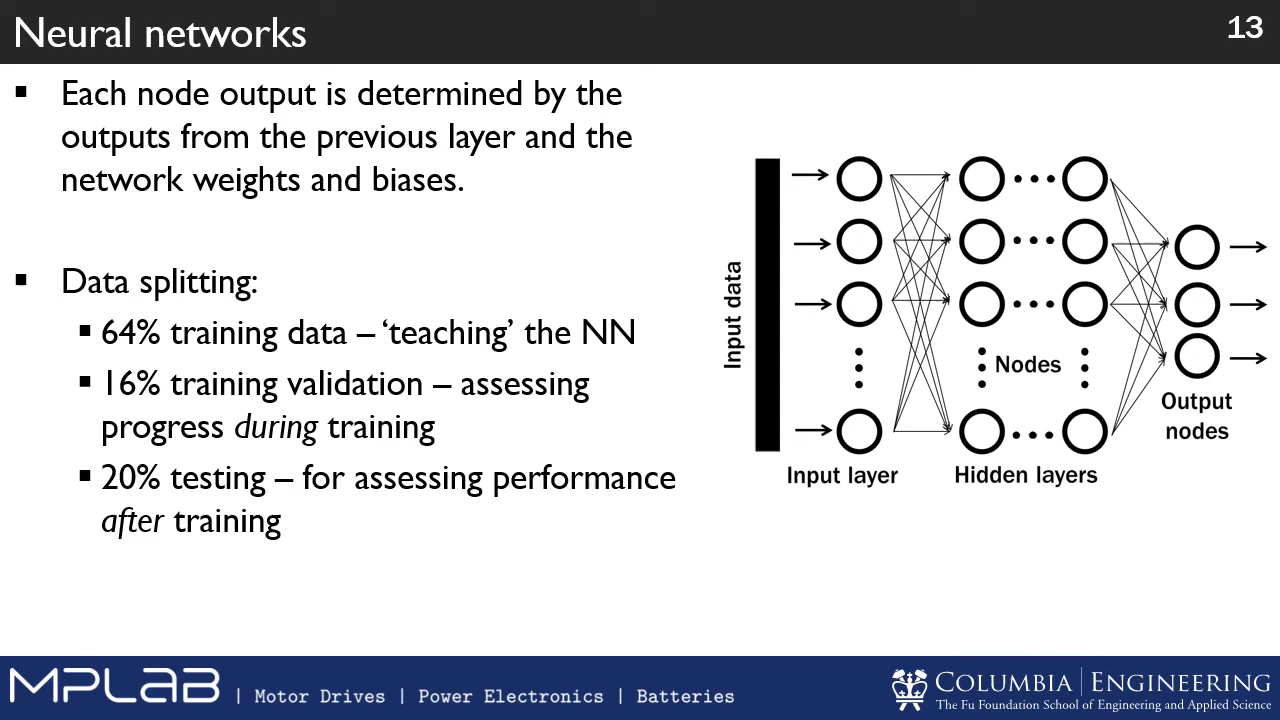 Neural networks
13
▪ Each node output is determined by the
outputs from the previous layer and the
network weights and biases.
▪ Data splitting:
▪ 64% training data – ‘teaching’ the NN
▪ 16% training validation – assessing
progress during training
▪ 20% testing – for assessing performance
after training
Input data
Nodes
Output
nodes
Input layer
Hidden layers
MPLAB | Motor Drives | Power Electronics | Batteries
COLUMBIA | ENGINEERING
The Fu Foundation School of Engineering and Applied Science